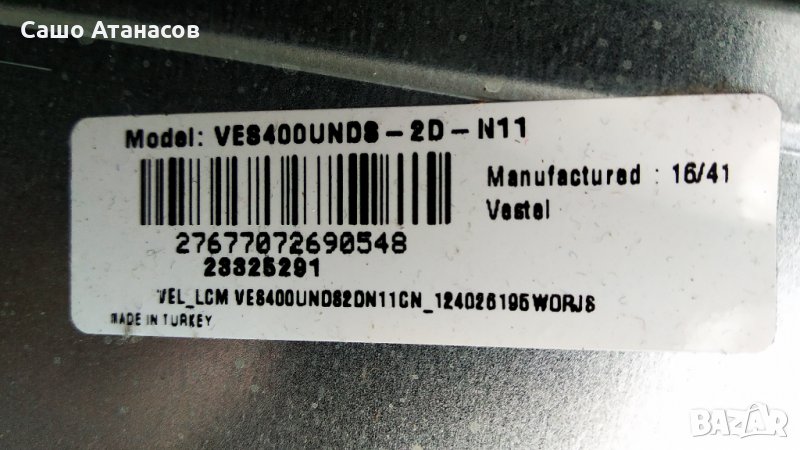 Сашо Атанасов
Model: VES400UNDS-2D-N11
Manufactured : 16/41
Vestel
27677072690548
23325291
VEL_LCM VES400UNDS2DN11CN_124026195WORJS
MADE IN TURKEY
BAZAR